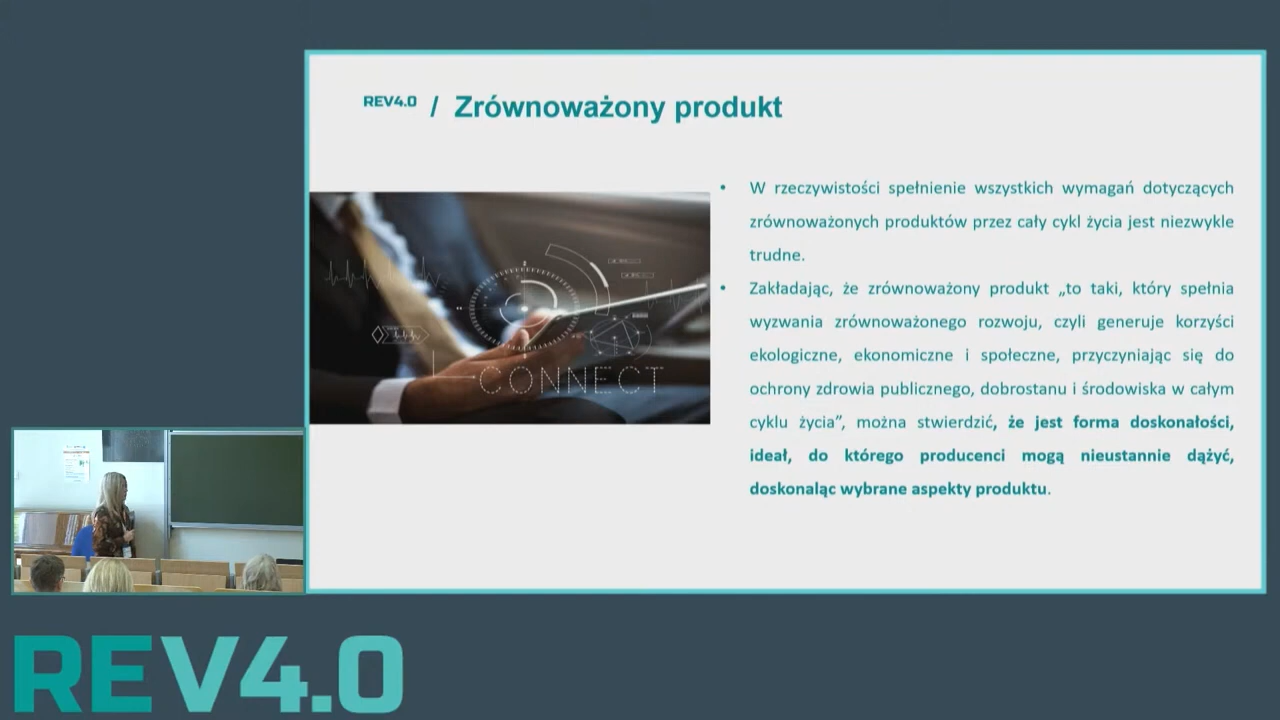 REV4.0 / Zrównoważony produkt
• W rzeczywistości spełnienie wszystkich wymagań dotyczących
zrównoważonych produktów przez cały cykl życia jest niezwykle
trudne.
• Zakładając, że zrównoważony produkt „to taki, który spełnia
wyzwania zrównoważonego rozwoju, czyli generuje korzyści
ekologiczne, ekonomiczne i społeczne, przyczyniając się do
ochrony zdrowia publicznego, dobrostanu i środowiska w całym
cyklu życia”, można stwierdzić, że jest forma doskonałości,
ideał, do którego producenci mogą nieustannie dążyć,
doskonaląc wybrane aspekty produktu.
CONNECT
REV4.0